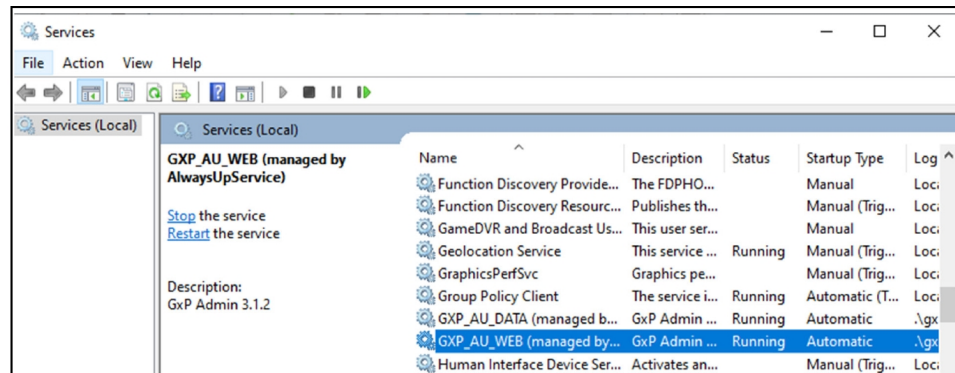 Services
File Action View Help
Services (Local)
Services (Local)
GXP_AU_WEB (managed by
AlwaysUpService)
Stop the service
Restart the service
Description:
GxP Admin 3.1.2
Name Description Status Startup Type Log
Function Discovery Provide... The FDPHO... Manual Loca
Function Discovery Resourc... Publishes th... Manual (Trig... Loca
GameDVR and Broadcast Us... This user ser... Manual Loca
Geolocation Service This service ... Running Manual (Trig... Loca
GraphicsPerfSvc Graphics pe... Manual (Trig... Loca
Group Policy Client The service i... Running Automatic (T... Loca
GXP_AU_DATA (managed b... GxP Admin ... Running Automatic .\gx
GXP_AU_WEB (managed by... GxP Admin ... Running Automatic .\gx
Human Interface Device Ser... Activates an... Manual (Trig... Loca